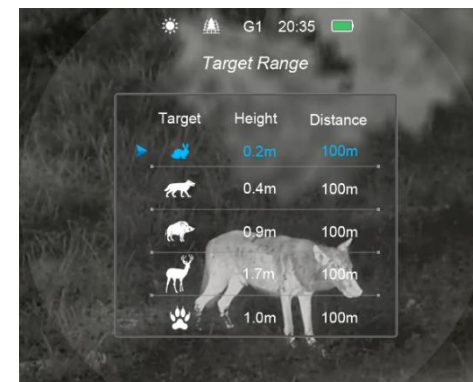 G1 20:35
Target Range
Target Height Distance
0.2m 100m
0.4m 100m
0.9m 100m
1.7m 100m
1.0m 100m